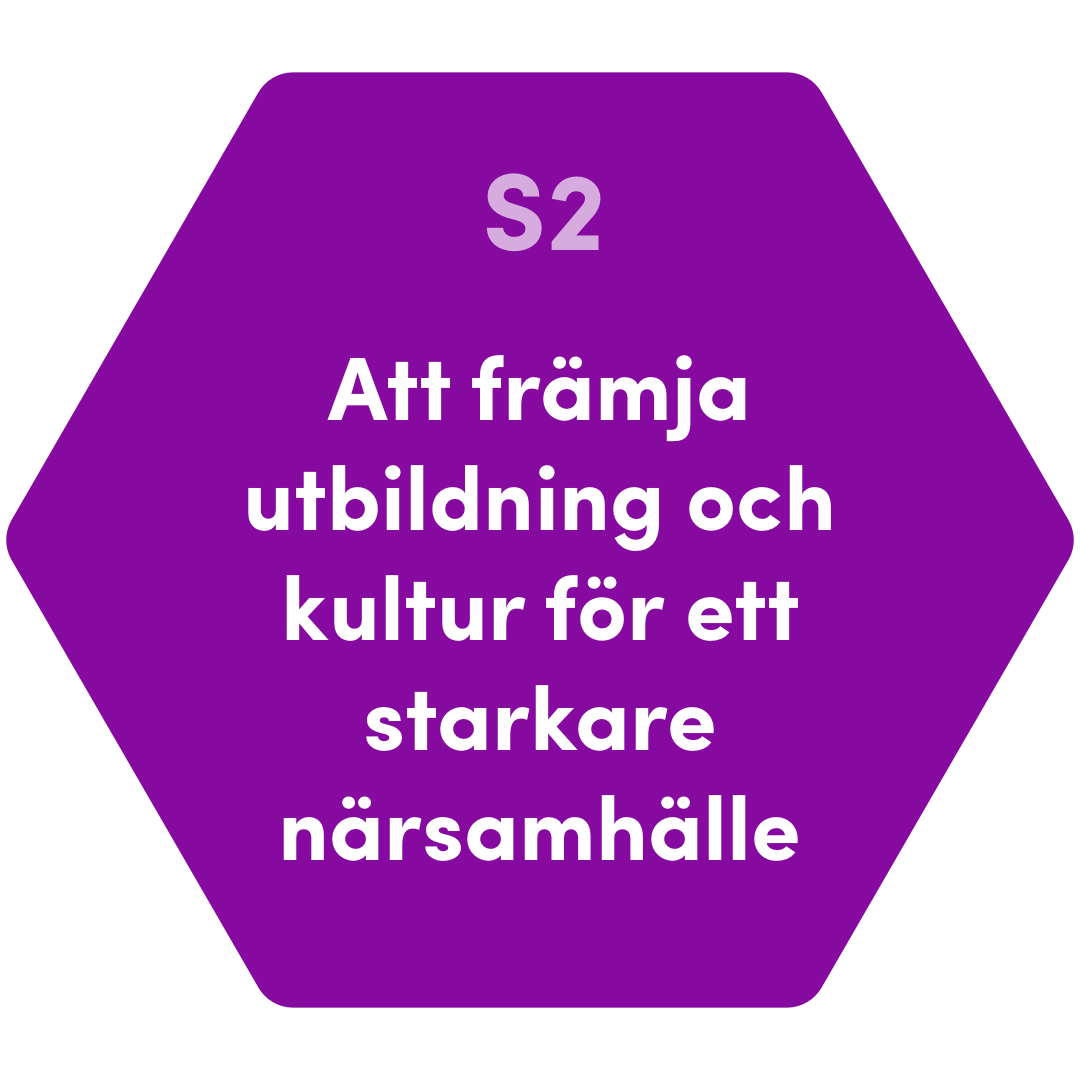 S2
Att främja
utbildning och
kultur för ett
starkare
närsamhälle